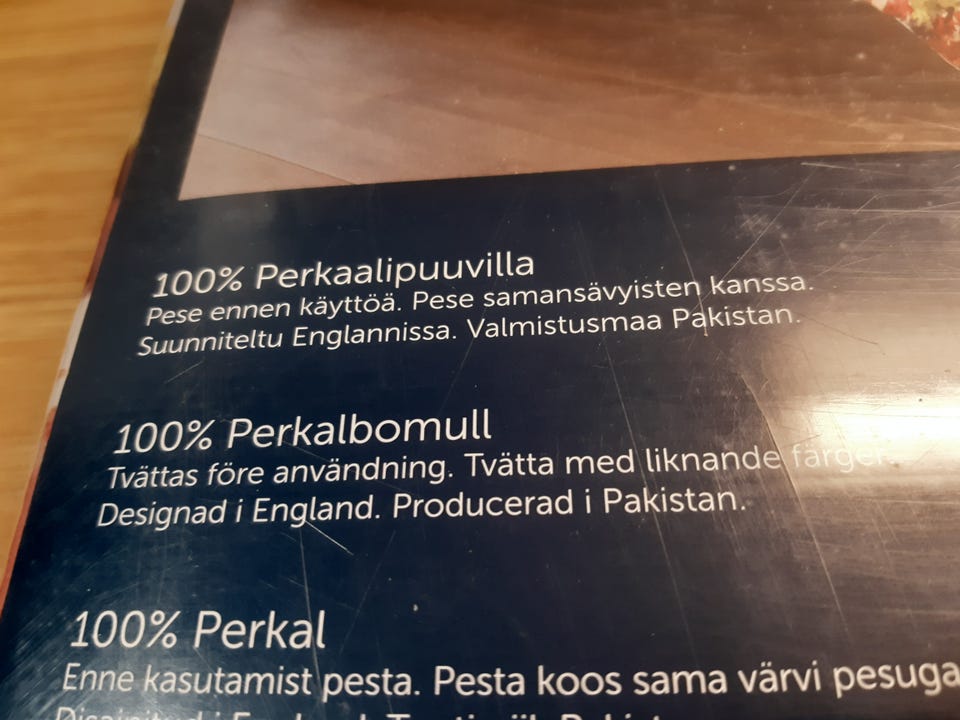 100% Perkaalipuuvilla
Pese ennen käyttöä. Pese samansävyisten kanssa.
Suunniteltu Englannissa. Valmistusmaa Pakistan.
100% Perkalbomull
Tvättas före användning. Tvätta med liknande färger.
Designad i England. Producerad i Pakistan.
100% Perkal
Enne kasutamist pesta. Pesta koos sama värvi pesuga